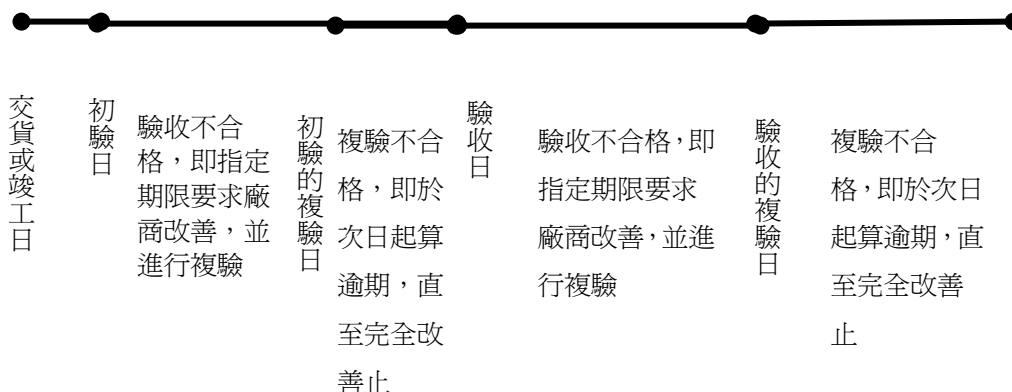 交貨或竣工日
初驗日
驗收不合
格，即指定
期限要求廠
商改善，並
進行複驗
初驗的複驗日
複驗不合
格，即於
次日起算
逾期，直
至完全改
善止
驗收日
驗收不合格，即
指定期限要求
廠商改善，並進
行複驗
驗收的複驗日
複驗不合
格，即於次日
起算逾期，直
至完全改善
止